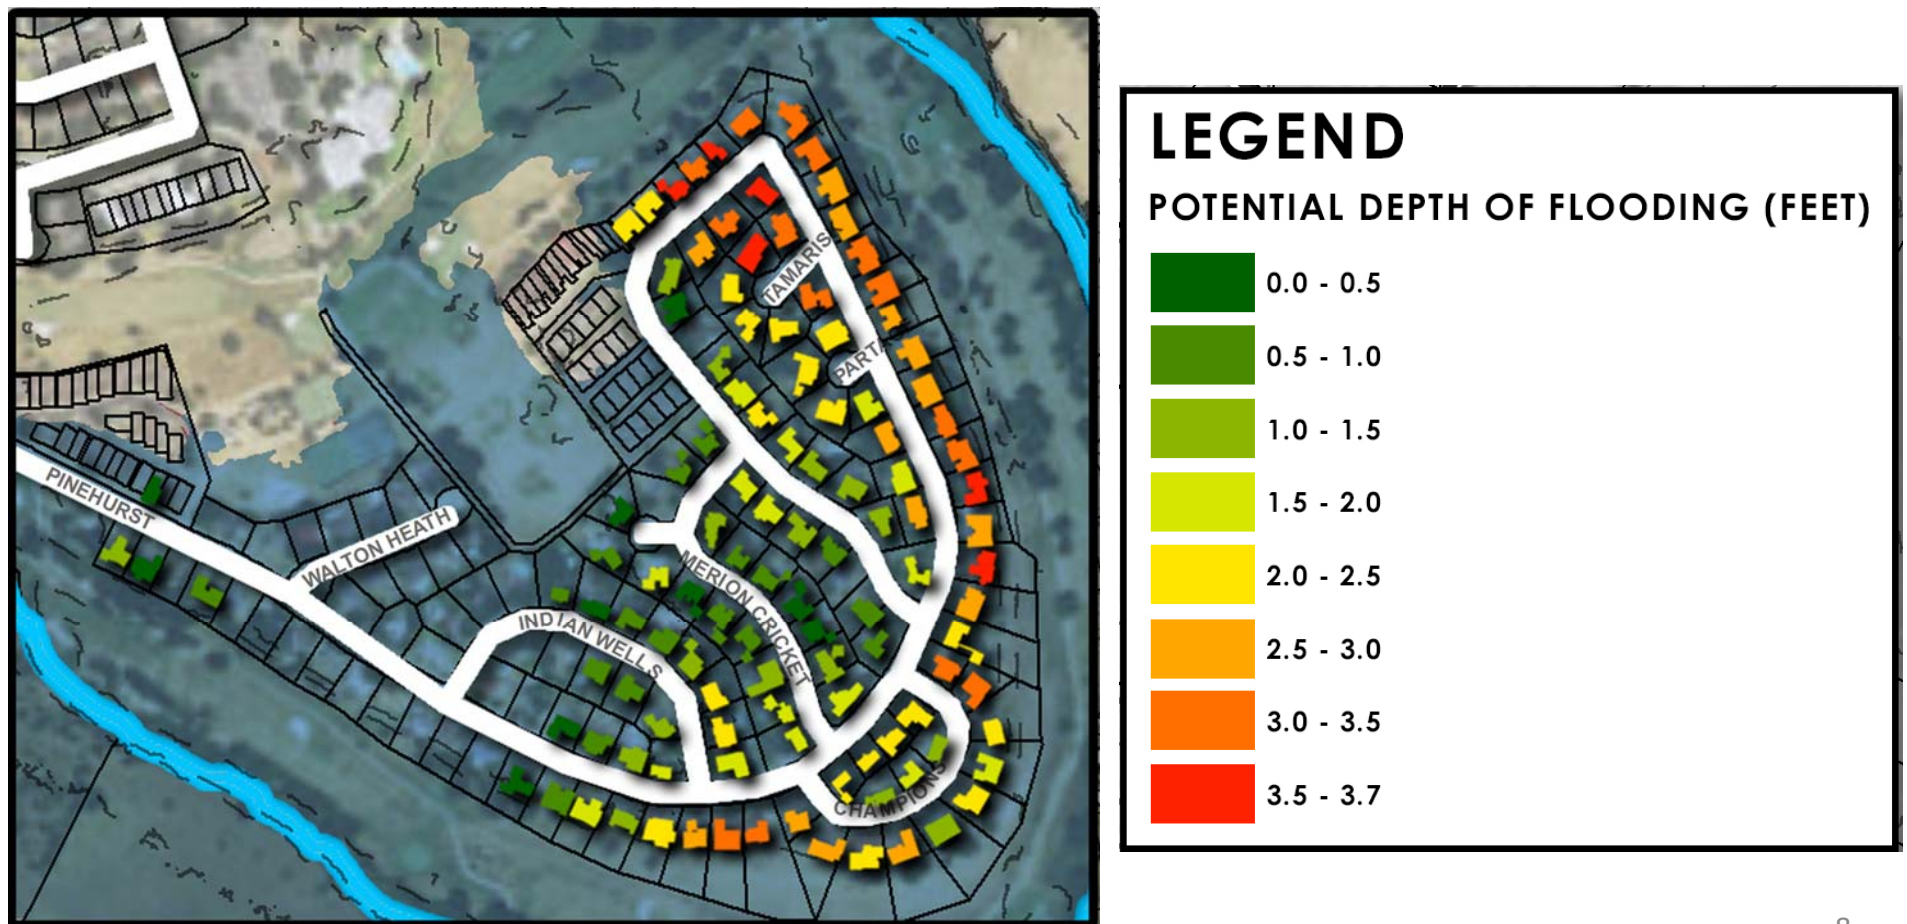 TAMARIS
PARTA
PINEHURST
WALTON HEATH
MERION CRICKET
INDIAN WELLS
CHAMPIONS
LEGEND
POTENTIAL DEPTH OF FLOODING (FEET)
0.0 - 0.5
0.5 - 1.0
1.0 - 1.5
1.5 - 2.0
2.0 - 2.5
2.5 - 3.0
3.0 - 3.5
3.5 - 3.7